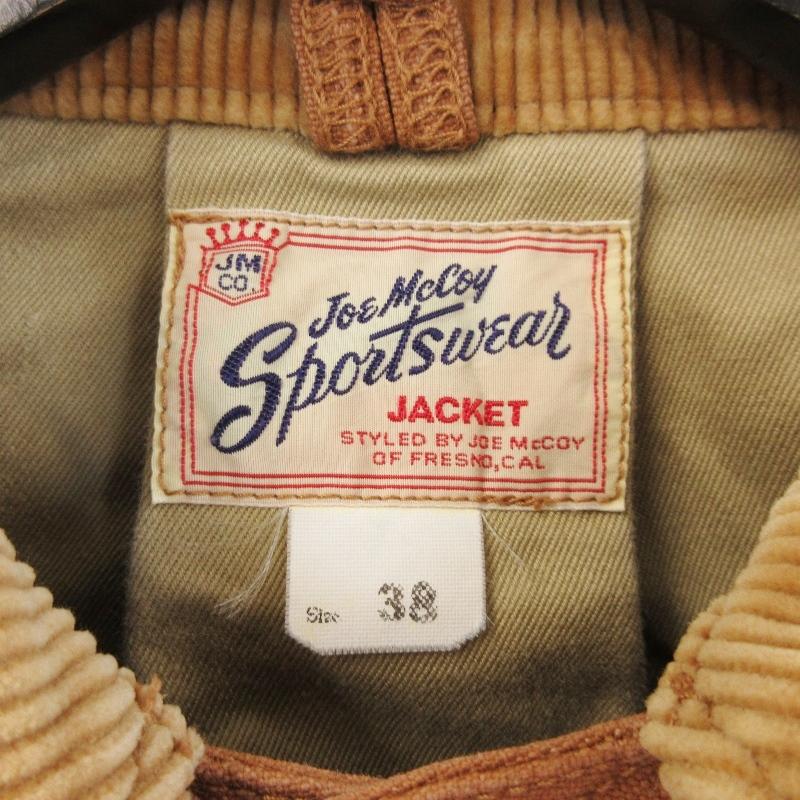 JM
CO.
Joe McCoy
Sportswear
JACKET
STYLED BY JOE McCOY
OF FRESNO, CAL
Size 38